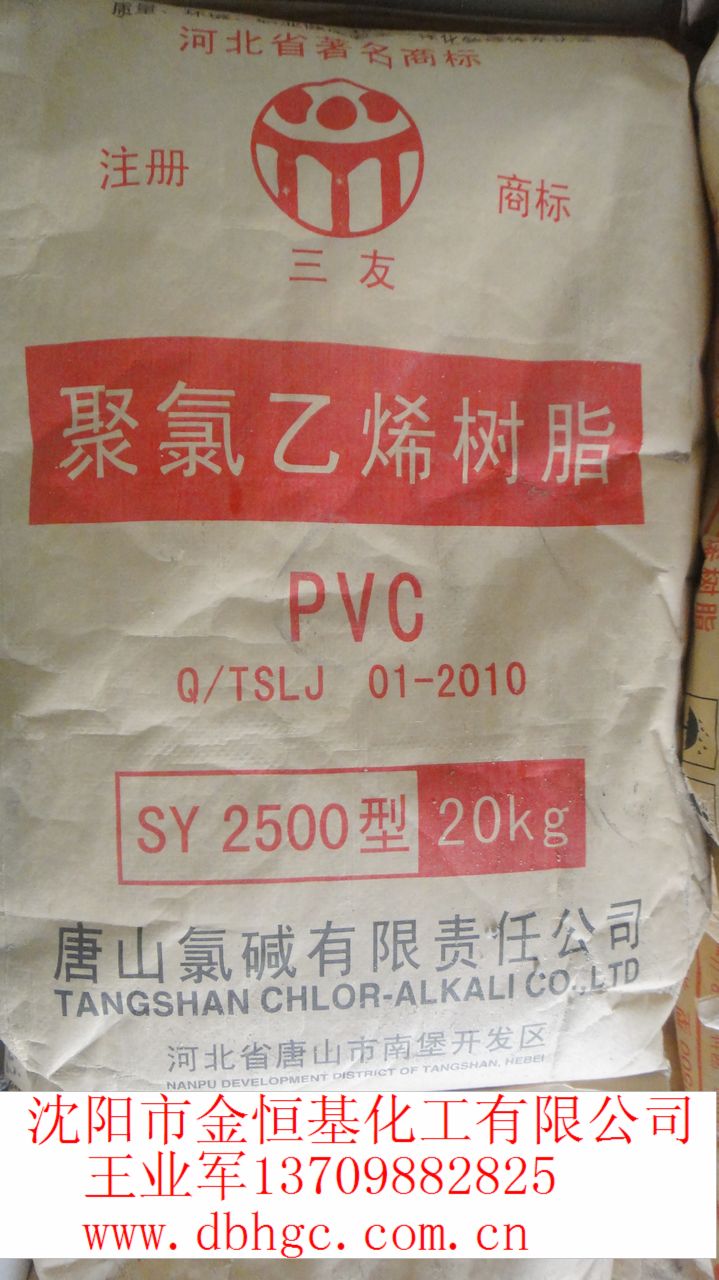 河北省著名商标
注册 商标
三友
聚氯乙烯树脂
PVC
Q/TSLJ 01-2010
SY 2500型 20kg
唐山氯碱有限责任公司
TANGSHAN CHLOR-ALKALI CO.,LTD
河北省唐山市南堡开发区
NANPU DEVELOPMENT DISTRICT OF TANGSHAN, HEBEI
树脂
沈阳市金恒基化工有限公司
王业军13709882825
www.dbhgc.com.cn